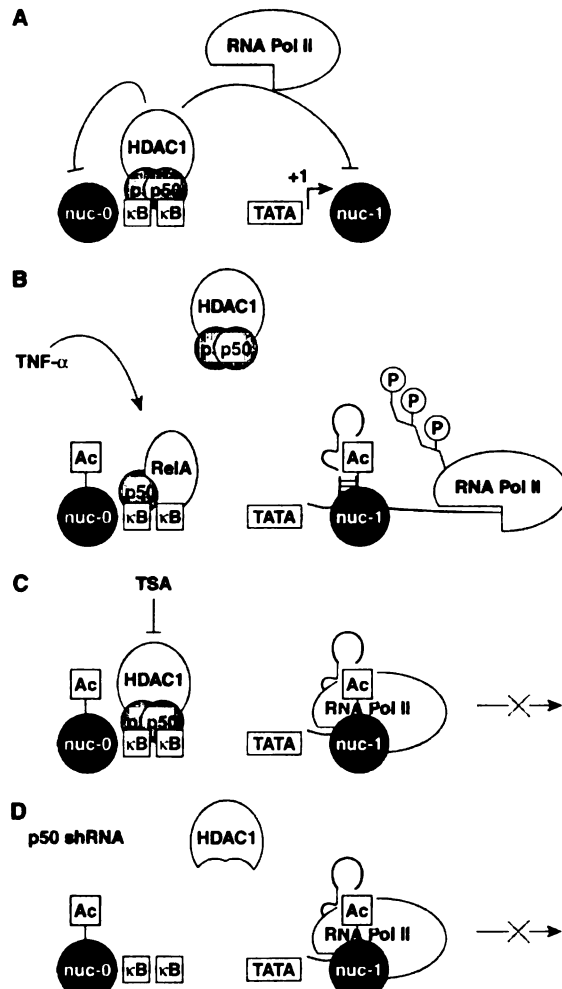 A
RNA Pol II
HDAC1
p50
κB κB
nuc-0
TATA
+1
nuc-1
B
HDAC1
p50
TNF-α
Ac
RelA
p50
κB κB
nuc-0
TATA
Ac
nuc-1
P
P
P
RNA Pol II
C
TSA
HDAC1
p50
κB κB
Ac
nuc-0
TATA
Ac
RNA Pol II
nuc-1
D
p50 shRNA
HDAC1
Ac
nuc-0
κB κB
TATA
Ac
RNA Pol II
nuc-1